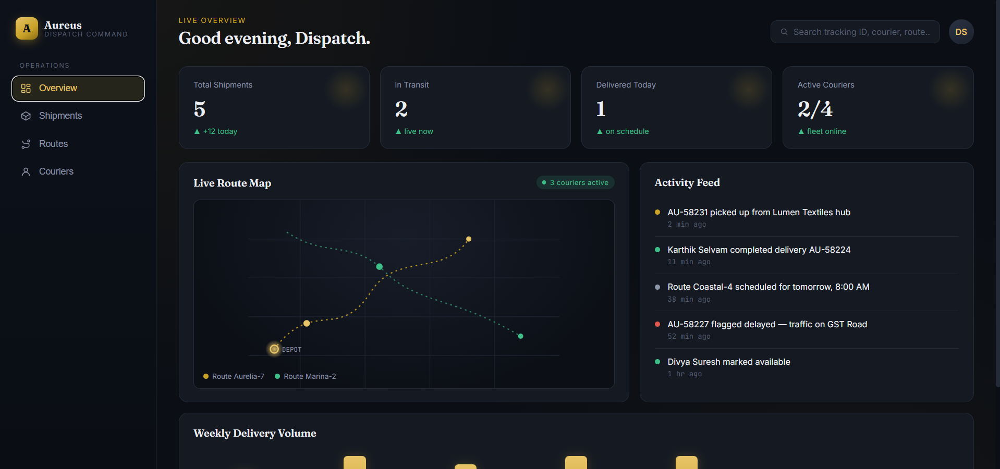 A
Aureus
DISPATCH COMMAND
OPERATIONS
Overview
Shipments
Routes
Couriers
LIVE OVERVIEW
Good evening, Dispatch.
Search tracking ID, courier, route..
DS
Total Shipments
5
▲ +12 today
In Transit
2
▲ live now
Delivered Today
1
▲ on schedule
Active Couriers
2/4
▲ fleet online
Live Route Map
3 couriers active
DEPOT
Route Aurelia-7
Route Marina-2
Activity Feed
AU-58231 picked up from Lumen Textiles hub
2 min ago
Karthik Selvam completed delivery AU-58224
11 min ago
Route Coastal-4 scheduled for tomorrow, 8:00 AM
38 min ago
AU-58227 flagged delayed — traffic on GST Road
52 min ago
Divya Suresh marked available
1 hr ago
Weekly Delivery Volume